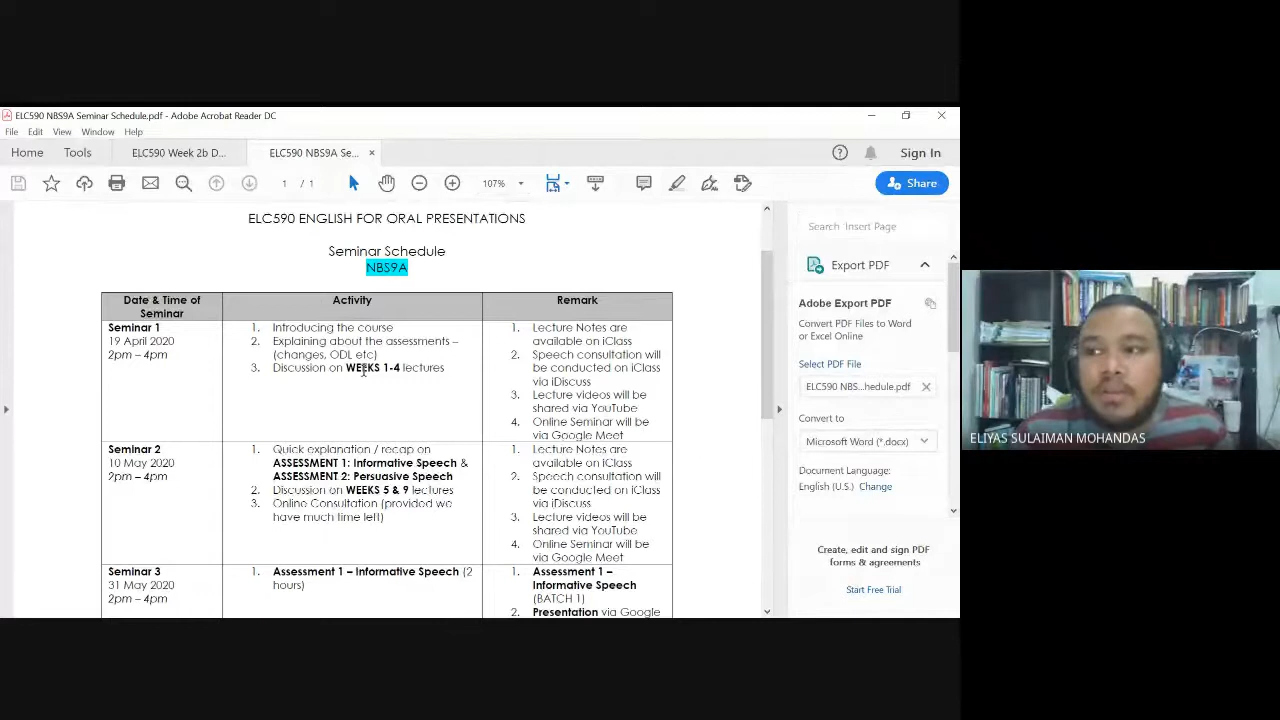 ELC590 NBS9A Seminar Schedule.pdf - Adobe Acrobat Reader DC
File Edit View Window Help
Home Tools ELC590 Week 2b D... ELC590 NBS9A Se... × Sign In
1 / 1 107% Share
ELC590 ENGLISH FOR ORAL PRESENTATIONS
Seminar Schedule
NBS9A
Date & Time of
Seminar
Activity
Remark
Seminar 1
19 April 2020
2pm – 4pm
1. Introducing the course
2. Explaining about the assessments –
(changes, ODL etc)
3. Discussion on WEEKS 1-4 lectures
1. Lecture Notes are
available on iClass
2. Speech consultation will
be conducted on iClass
via iDiscuss
3. Lecture videos will be
shared via YouTube
4. Online Seminar will be
via Google Meet
Seminar 2
10 May 2020
2pm – 4pm
1. Quick explanation / recap on
ASSESSMENT 1: Informative Speech &
ASSESSMENT 2: Persuasive Speech
2. Discussion on WEEKS 5 & 9 lectures
3. Online Consultation (provided we
have much time left)
1. Lecture Notes are
available on iClass
2. Speech consultation will
be conducted on iClass
via iDiscuss
3. Lecture videos will be
shared via YouTube
4. Online Seminar will be
via Google Meet
Seminar 3
31 May 2020
2pm – 4pm
1. Assessment 1 – Informative Speech (2
hours)
1. Assessment 1 –
Informative Speech
(BATCH 1)
2. Presentation via Google
Search 'Insert Page'
Export PDF
Adobe Export PDF
Convert PDF Files to Word
or Excel Online
Select PDF File
ELC590 NBS...hedule.pdf ×
Convert to
Microsoft Word (*.docx)
Document Language:
English (U.S.) Change
Create, edit and sign PDF
forms & agreements
Start Free Trial
ELIYAS SULAIMAN MOHANDAS